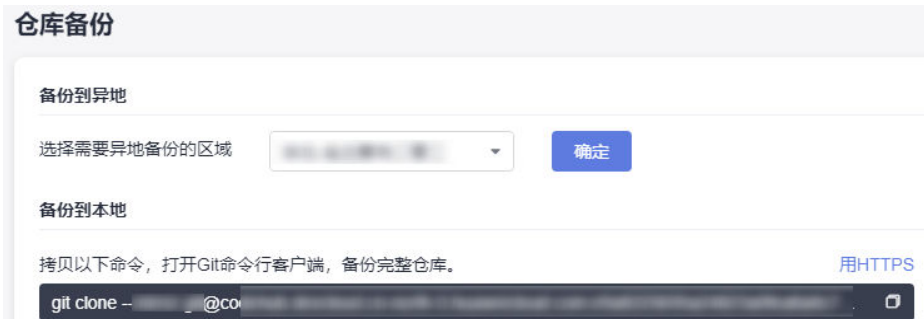 仓库备份
备份到异地
选择需要异地备份的区域 确定
备份到本地
拷贝以下命令，打开Git命令行客户端，备份完整仓库。 用HTTPS
git clone -- @co